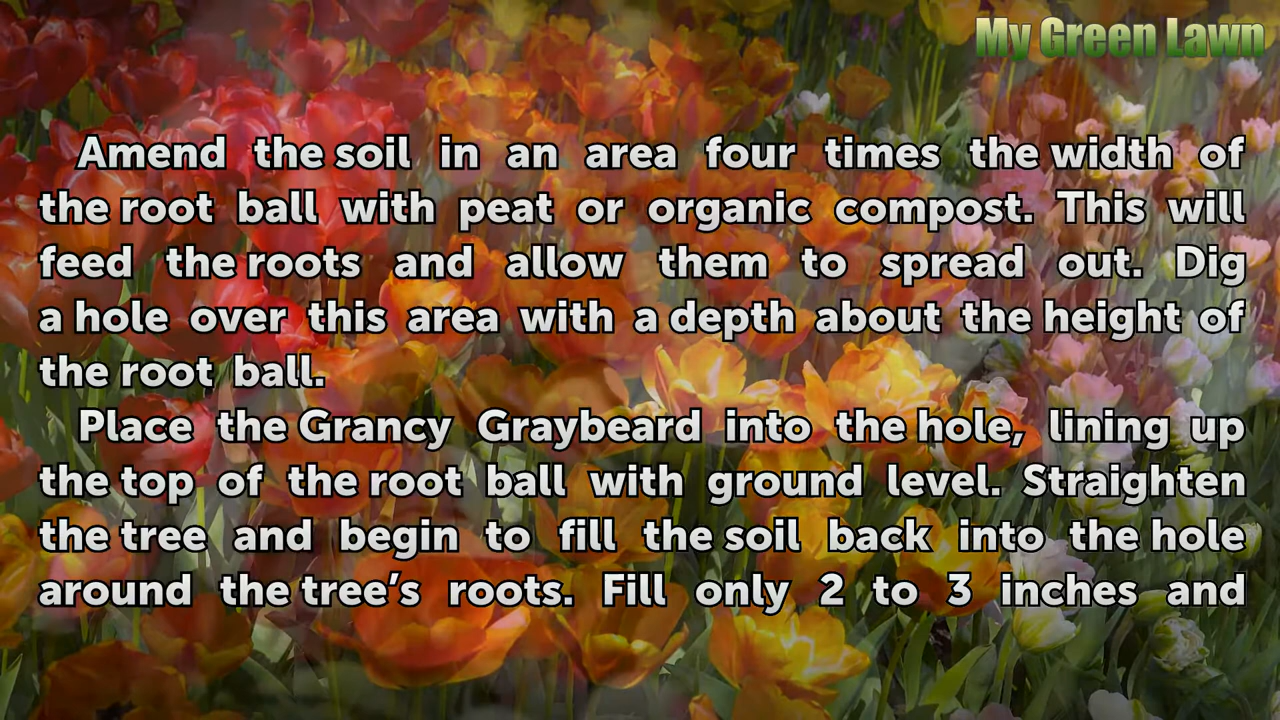 My Green Lawn
Amend the soil in an area four times the width of
the root ball with peat or organic compost. This will
feed the roots and allow them to spread out. Dig
a hole over this area with a depth about the height of
the root ball.
Place the Grancy Graybeard into the hole, lining up
the top of the root ball with ground level. Straighten
the tree and begin to fill the soil back into the hole
around the tree’s roots. Fill only 2 to 3 inches and